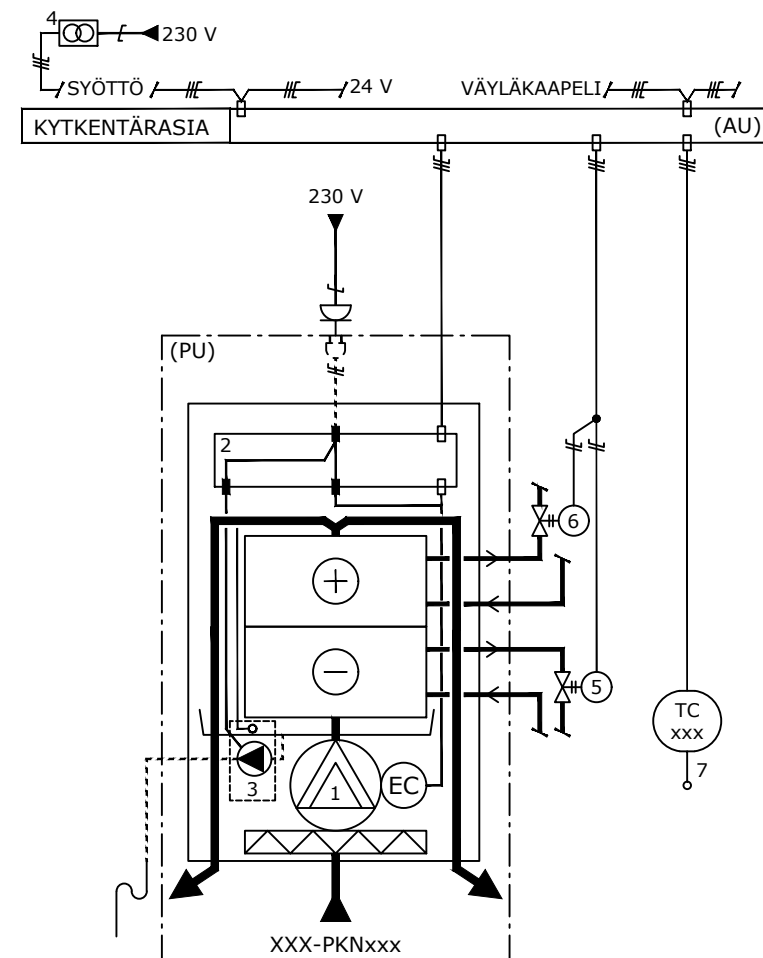 4
230 V
SYÖTTÖ
24 V
VÄYLÄKAAPELI
KYTKENTÄRASIA
(AU)
230 V
(PU)
2
6
5
TC
xxx
7
3
1
EC
XXX-PKNxxx